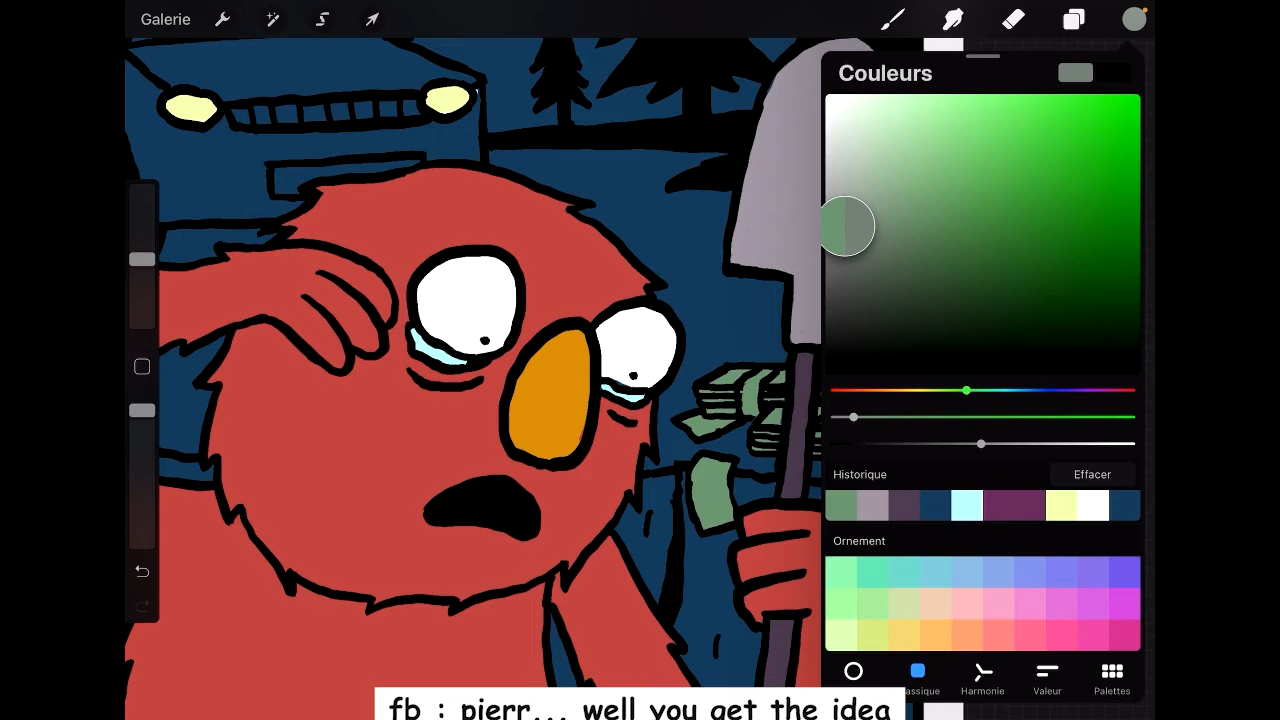 Galerie
Couleurs
Historique
Effacer
Ornement
assique
Harmonie
Valeur
Palettes
fb : pierr... well you get the idea